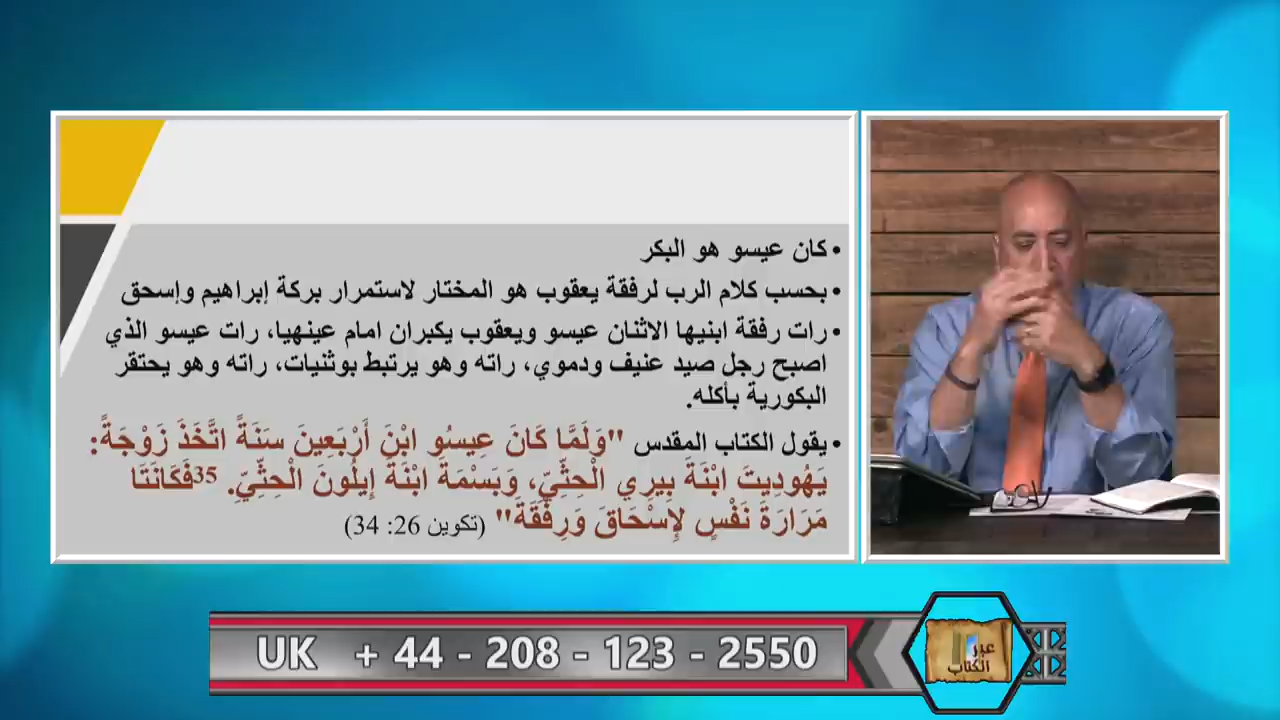 • كان عيسو هو البكر
• بحسب كلام الرب لرفقة يعقوب هو المختار لاستمرار بركة إبراهيم وإسحق
• رات رفقة ابنيها الاثنان عيسو ويعقوب يكبران امام عينهيا، رات عيسو الذي
اصبح رجل صيد عنيف ودموي، راته وهو يرتبط بوثنيات، راته وهو يحتقر
البكورية بأكله.
• يقول الكتاب المقدس "وَلَمَّا كَانَ عِيسُو ابْنَ أَرْبَعِينَ سَنَةً اتَّخَذَ زَوْجَةً:
يَهُودِيتَ ابْنَةَ بِيرِي الْحِثِّيِّ، وَبَسْمَةَ ابْنَةَ إِيلُونَ الْحِثِّيِّ. 35فَكَانَتَا
مَرَارَةَ نَفْسٍ لإِسْحَاقَ وَرِفْقَةَ" (تكوين 26: 34)
UK + 44 - 208 - 123 - 2550
عبر
الكتاب